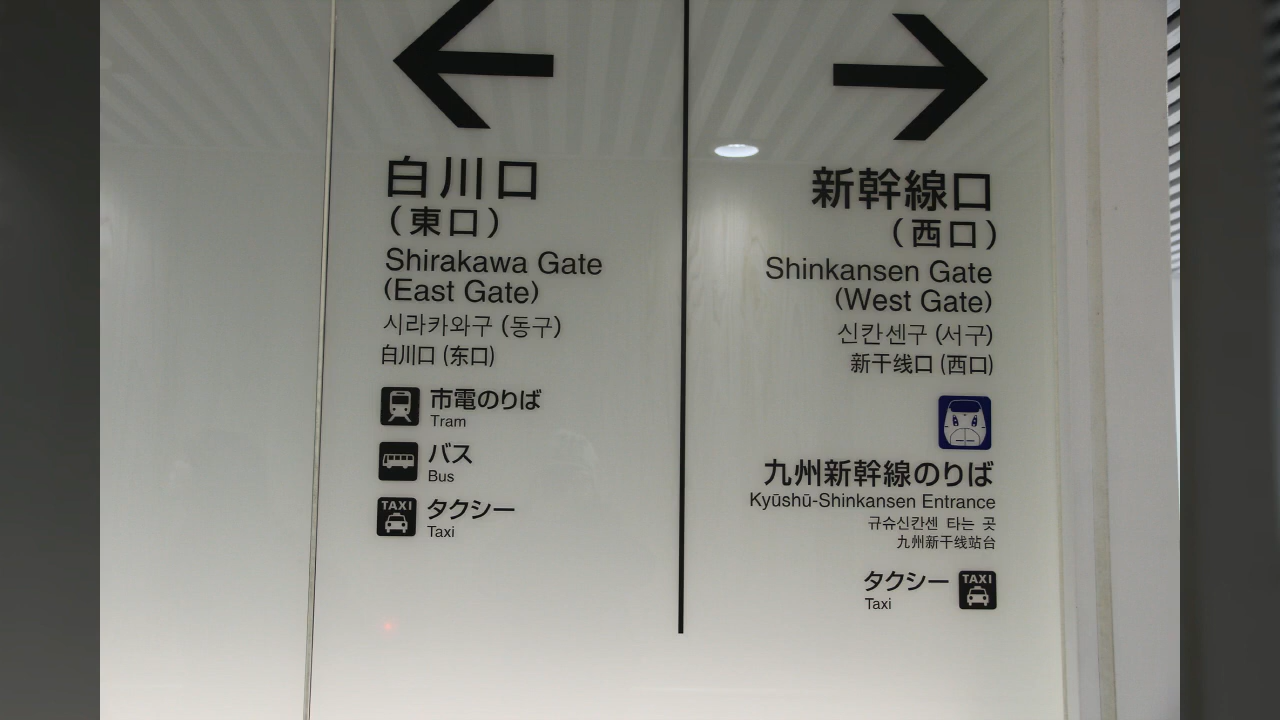 白川口
（東口）
Shirakawa Gate
(East Gate)
시라카와구 (동구)
白川口 (东口)
市電のりば
Tram
バス
Bus
TAXI
タクシー
Taxi
新幹線口
（西口）
Shinkansen Gate
(West Gate)
신칸센구 (서구)
新干线口 (西口)
九州新幹線のりば
Kyūshū-Shinkansen Entrance
규슈신칸센 타는 곳
九州新干线站台
タクシー
Taxi
TAXI